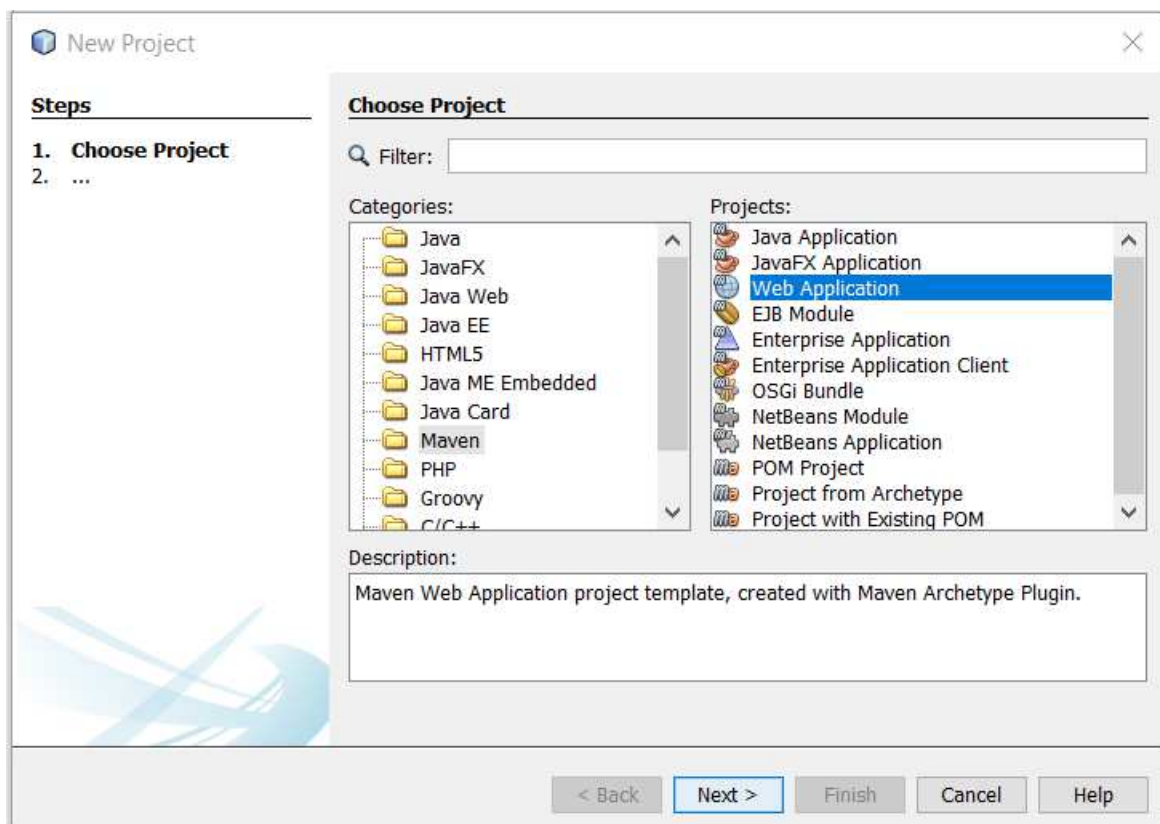 New Project
Steps
1. Choose Project
2. ...
Choose Project
Filter:
Categories:
Java
JavaFX
Java Web
Java EE
HTML5
Java ME Embedded
Java Card
Maven
PHP
Groovy
C/C++
Projects:
Java Application
JavaFX Application
Web Application
EJB Module
Enterprise Application
Enterprise Application Client
OSGi Bundle
NetBeans Module
NetBeans Application
POM Project
Project from Archetype
Project with Existing POM
Description:
Maven Web Application project template, created with Maven Archetype Plugin.
< Back Next > Finish Cancel Help